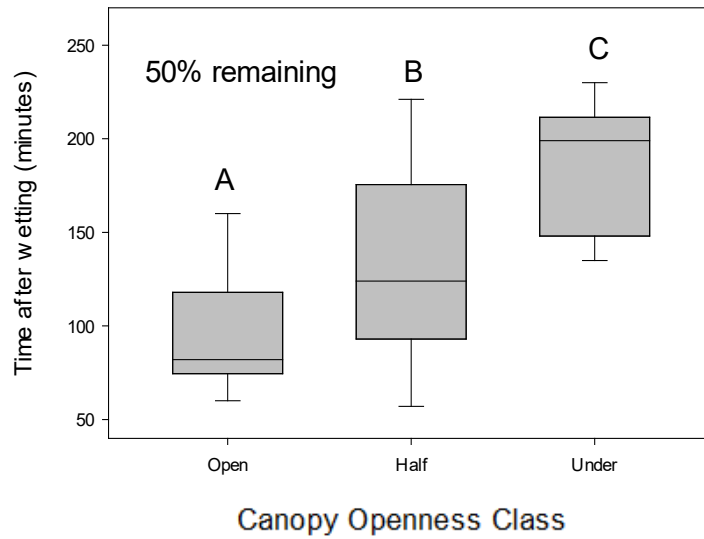 C
B
50% remaining
A
Time after wetting (minutes)
250
200
150
100
50
Open Half Under
Canopy Openness Class